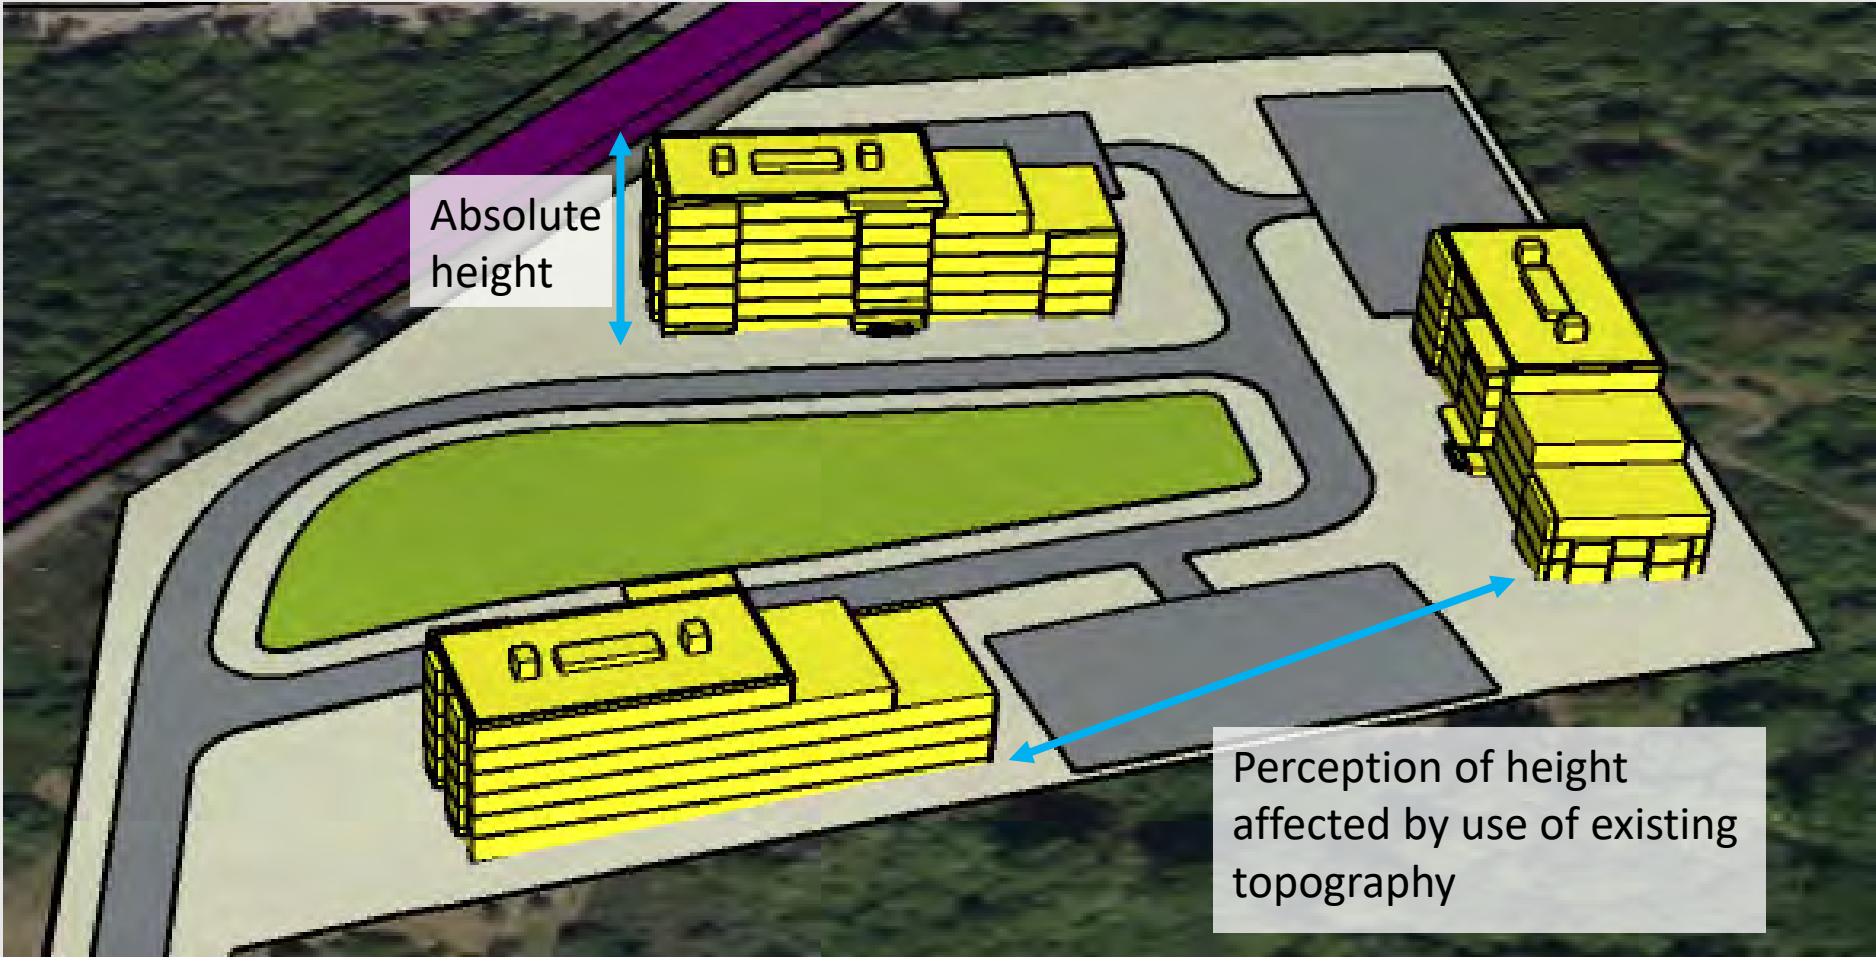 Absolute
height
Perception of height
affected by use of existing
topography